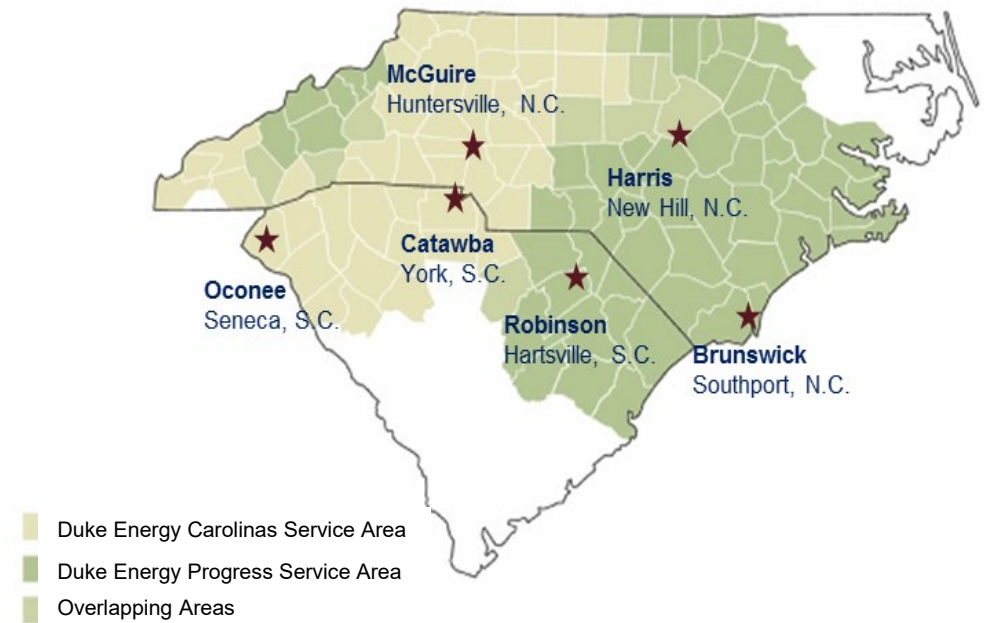 McGuire
Huntersville, N.C.
Harris
New Hill, N.C.
Catawba
York, S.C.
Oconee
Seneca, S.C.
Robinson
Hartsville, S.C.
Brunswick
Southport, N.C.
Duke Energy Carolinas Service Area
Duke Energy Progress Service Area
Overlapping Areas